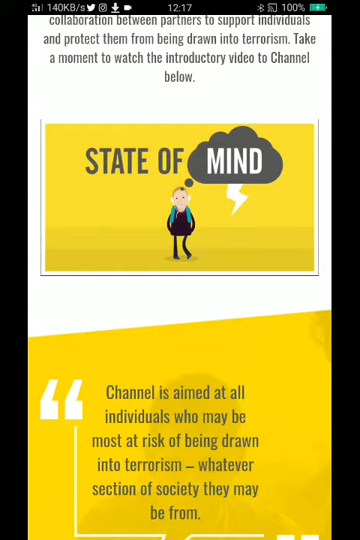 140KB/s 12:17 100%
collaboration between partners to support individuals
and protect them from being drawn into terrorism. Take
a moment to watch the introductory video to Channel
below.
STATE OF MIND
Channel is aimed at all
individuals who may be
most at risk of being drawn
into terrorism – whatever
section of society they may
be from.